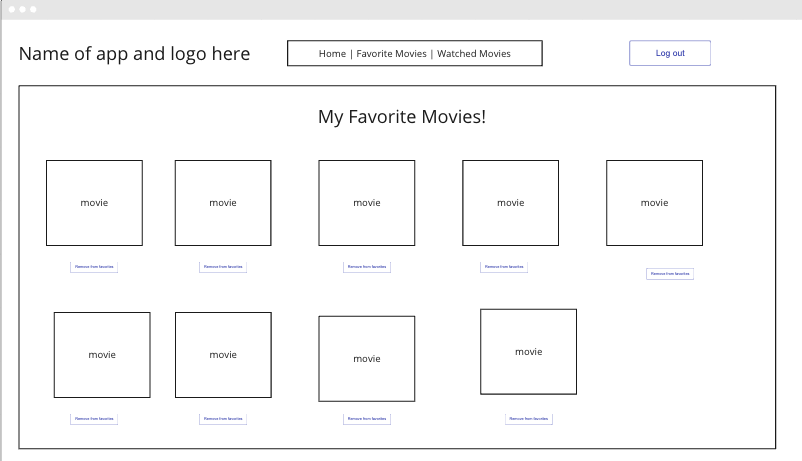 Name of app and logo here
Home | Favorite Movies | Watched Movies
Log out
My Favorite Movies!
movie
movie
movie
movie
movie
Remove from favorites
Remove from favorites
Remove from favorites
Remove from favorites
Remove from favorites
movie
movie
movie
movie
Remove from favorites
Remove from favorites
Remove from favorites
Remove from favorites